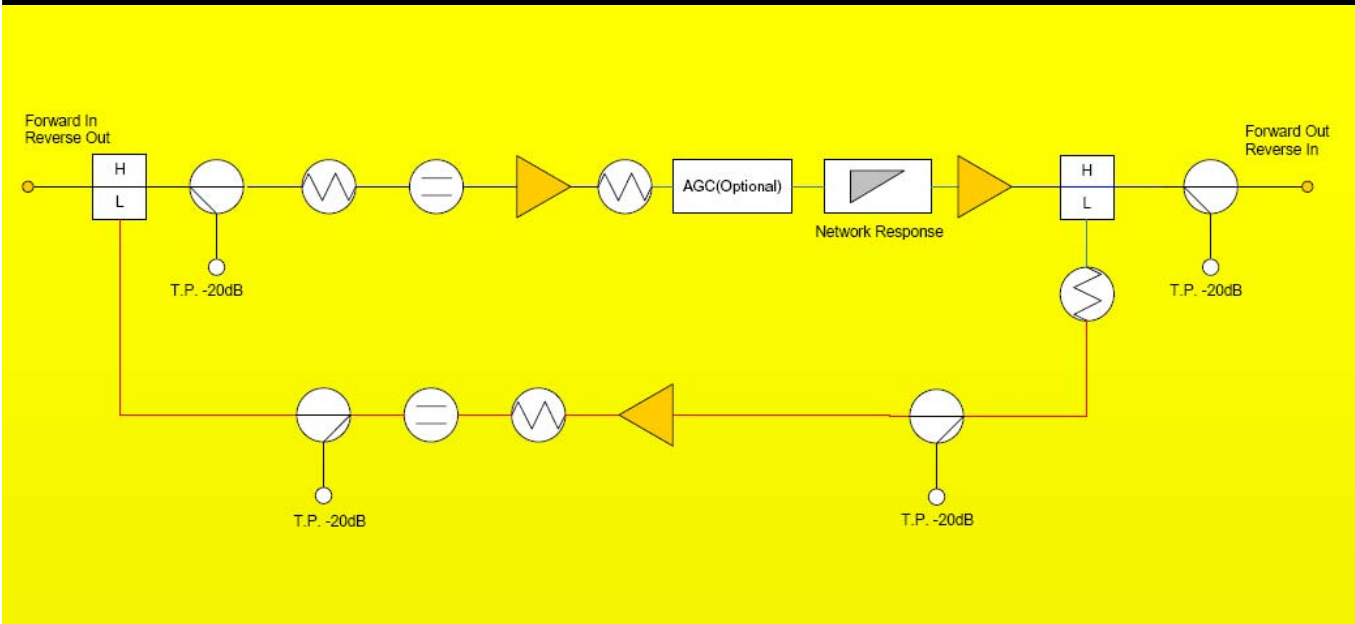 Forward In
Reverse Out
Forward Out
Reverse In
H
L
AGC(Optional)
H
L
Network Response
T.P. -20dB
T.P. -20dB
T.P. -20dB
T.P. -20dB